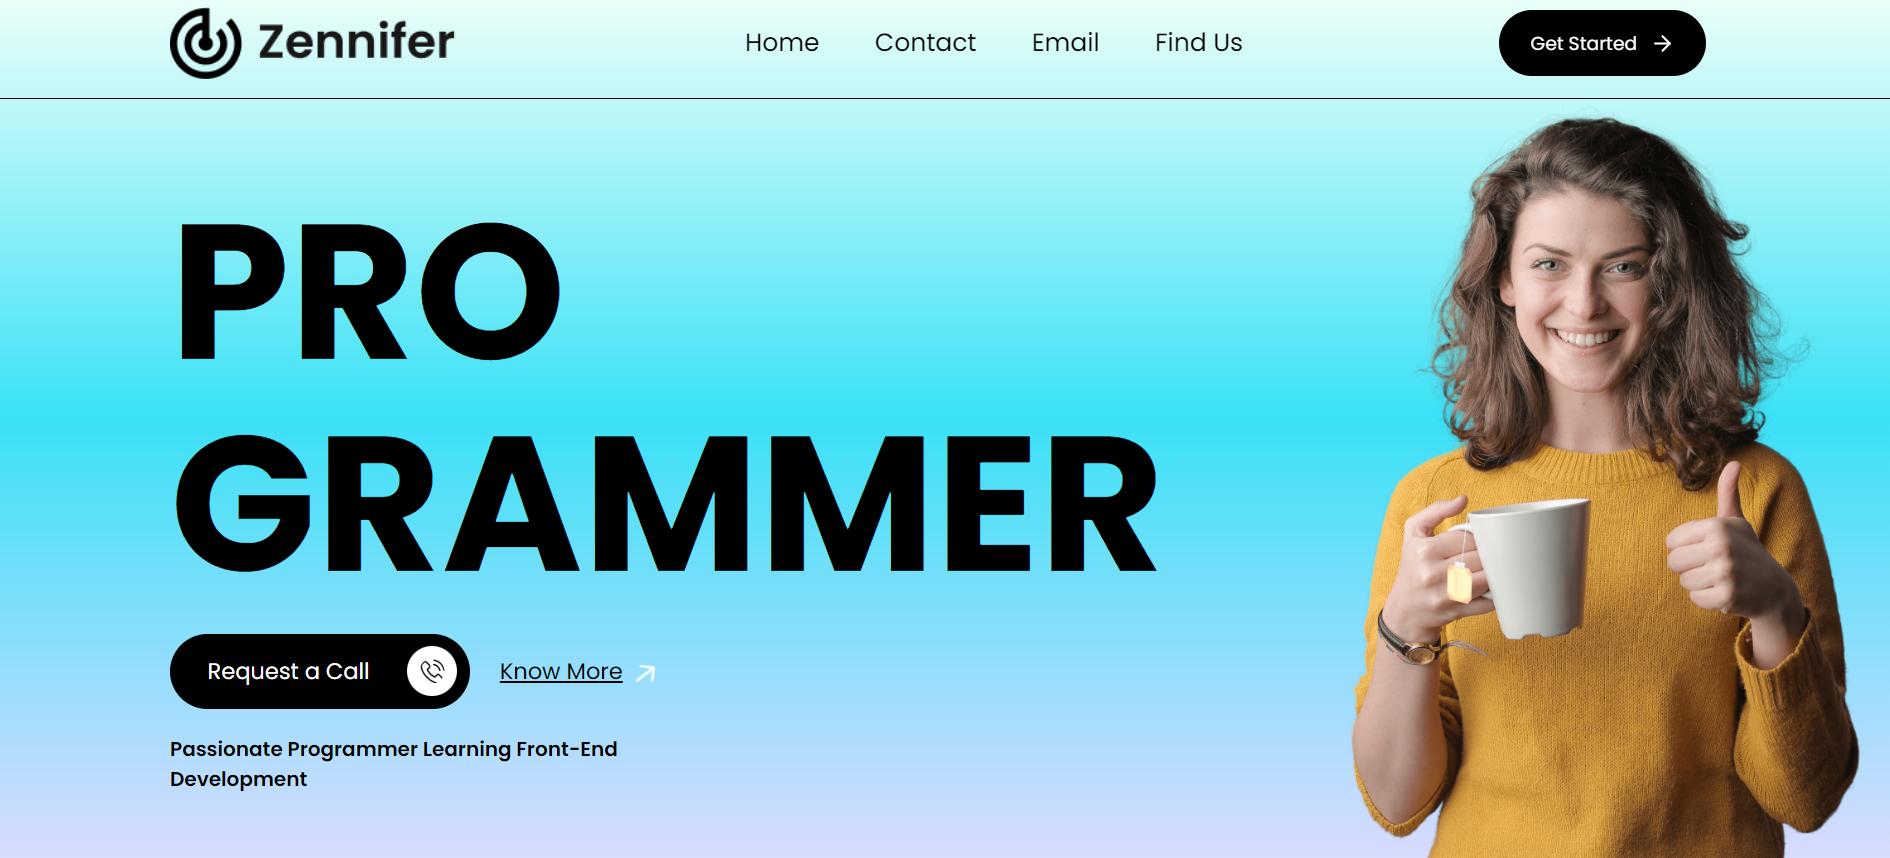 Zennifer
Home Contact Email Find Us
Get Started
PRO
GRAMMER
Request a Call
Know More
Passionate Programmer Learning Front-End
Development